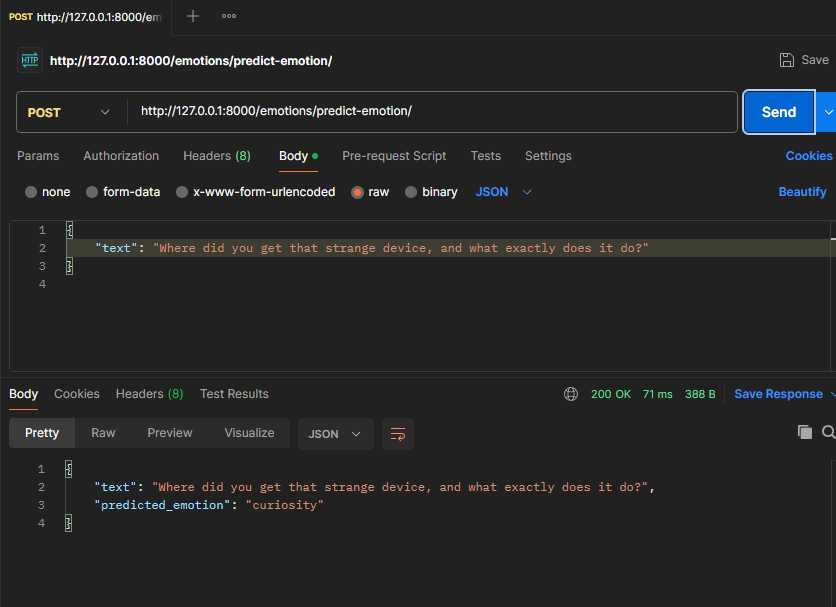 POST http://127.0.0.1:8000/em
HTTP http://127.0.0.1:8000/emotions/predict-emotion/ Save
POST http://127.0.0.1:8000/emotions/predict-emotion/ Send
Params Authorization Headers (8) Body Pre-request Script Tests Settings Cookies
none form-data x-www-form-urlencoded raw binary JSON Beautify
1 {
2 "text": "Where did you get that strange device, and what exactly does it do?"
3 }
4
Body Cookies Headers (8) Test Results 200 OK 71 ms 388 B Save Response
Pretty Raw Preview Visualize JSON
1 {
2 "text": "Where did you get that strange device, and what exactly does it do?",
3 "predicted_emotion": "curiosity"
4 }